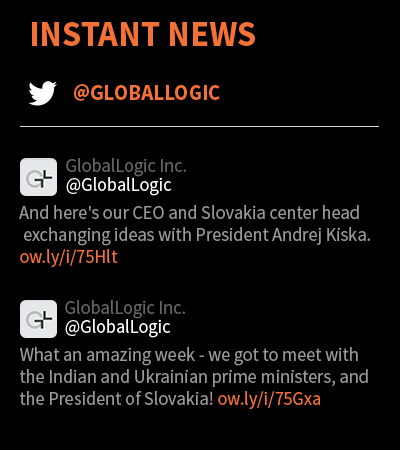 INSTANT NEWS
@GLOBALLOGIC
GlobalLogic Inc.
@GlobalLogic
And here's our CEO and Slovakia center head
exchanging ideas with President Andrej Kiska.
ow.ly/i/75Hlt
GlobalLogic Inc.
@GlobalLogic
What an amazing week - we got to meet with
the Indian and Ukrainian prime ministers, and
the President of Slovakia! ow.ly/i/75Gxa